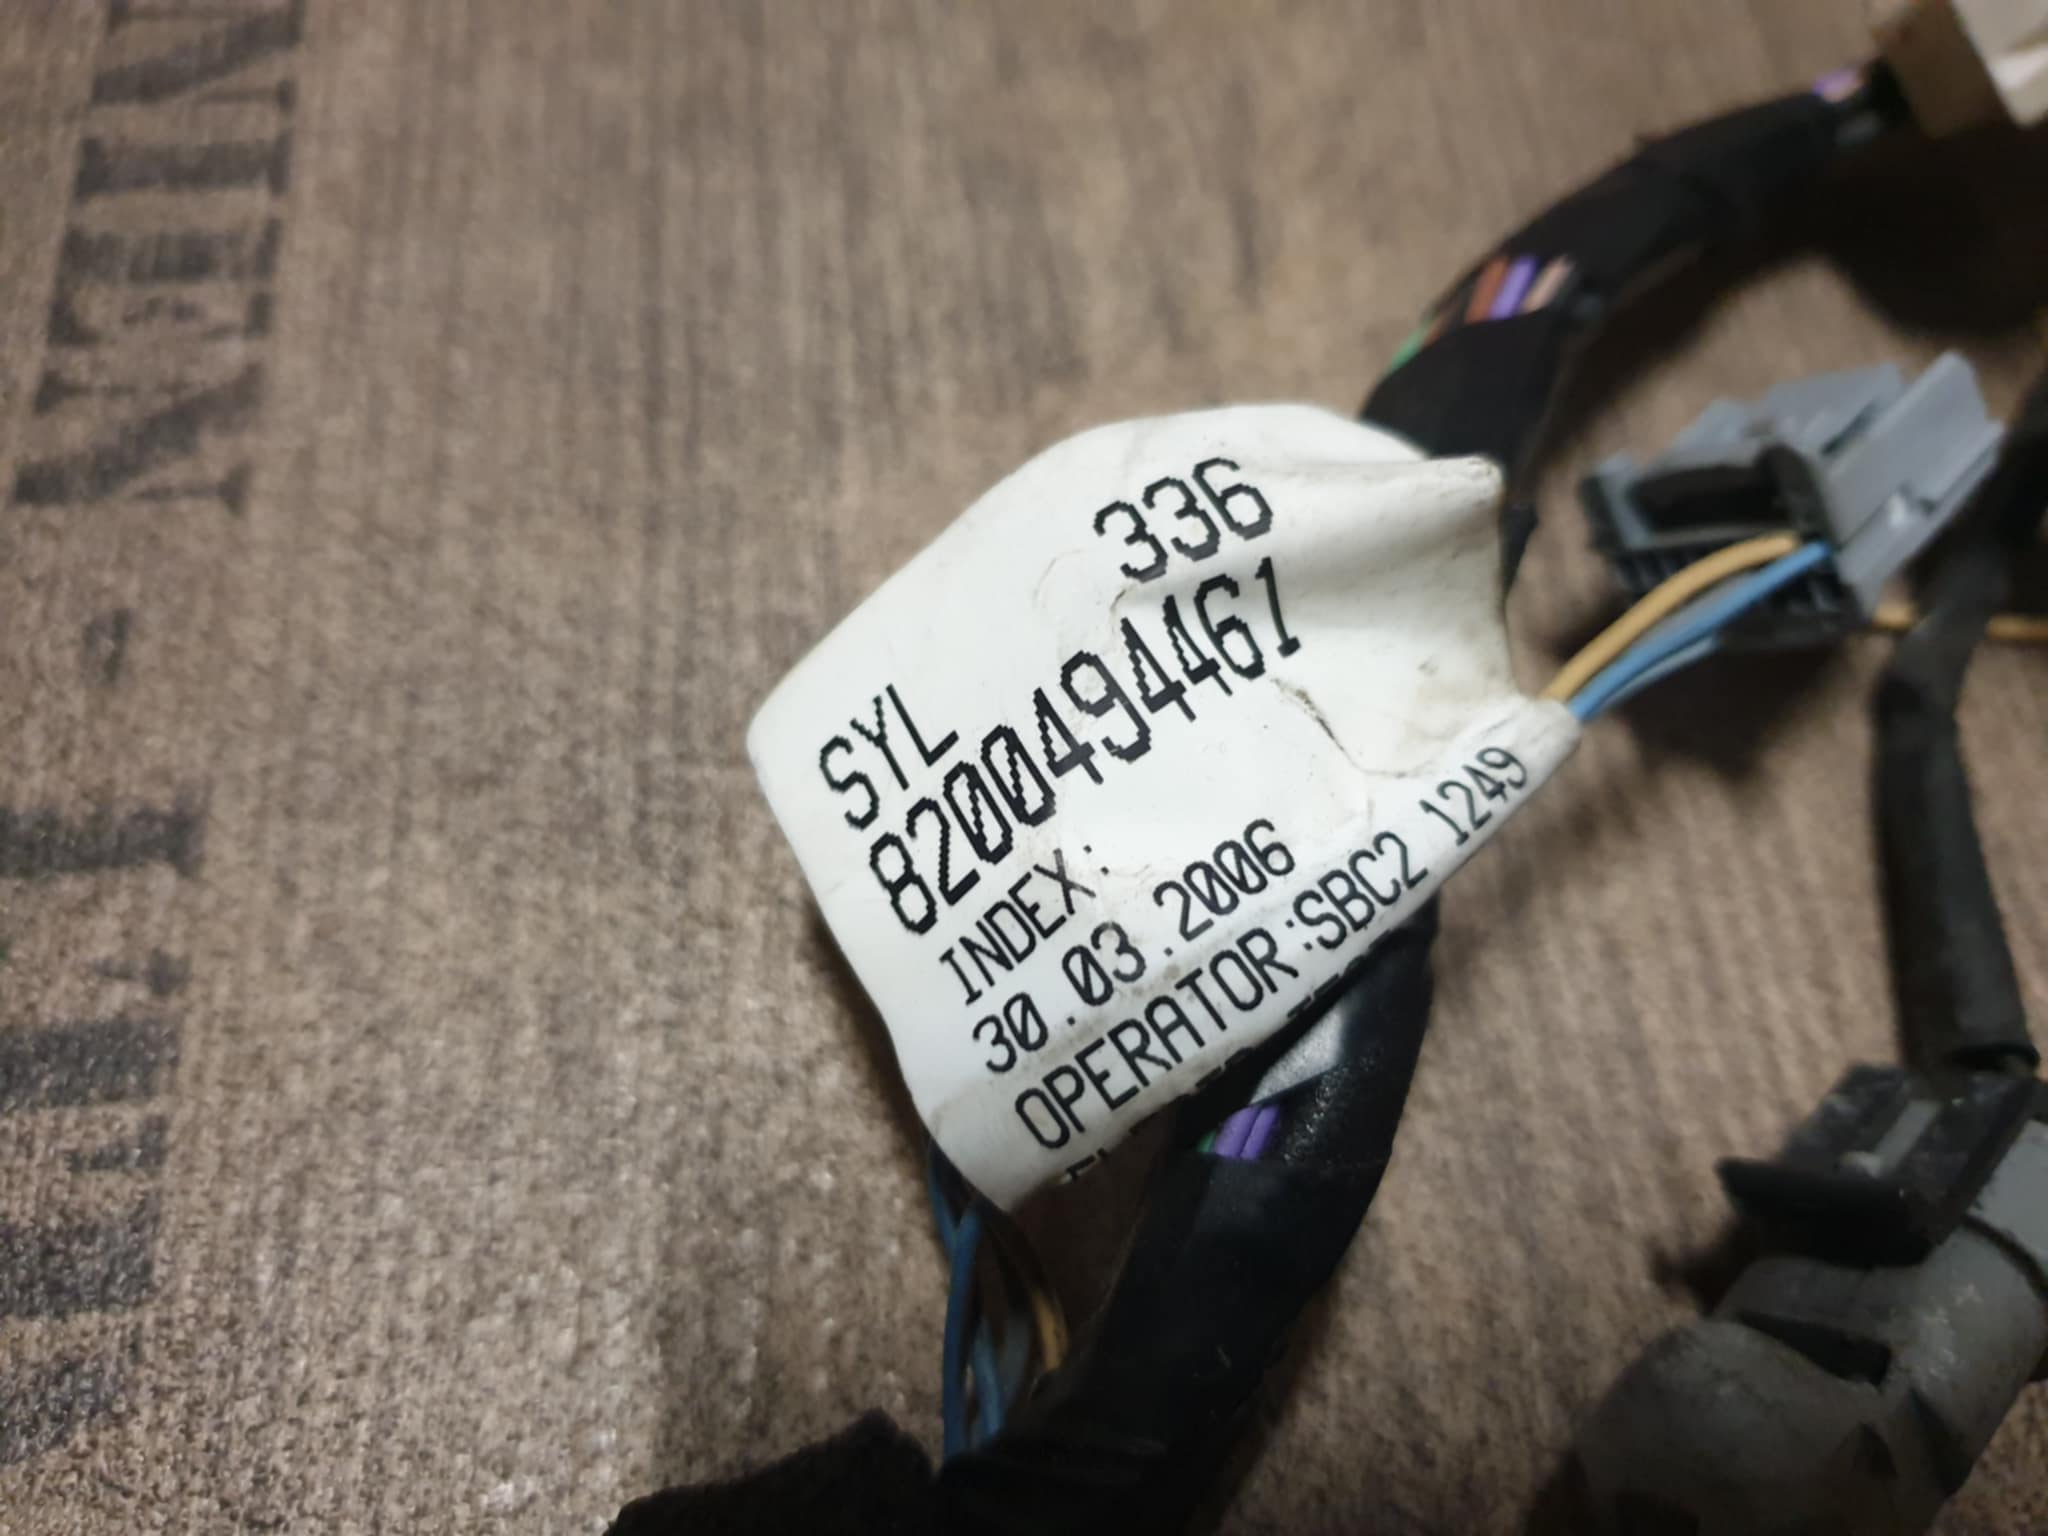 336
SYL
8200494461
INDEX:
30.03.2006
OPERATOR:SBC2 1249